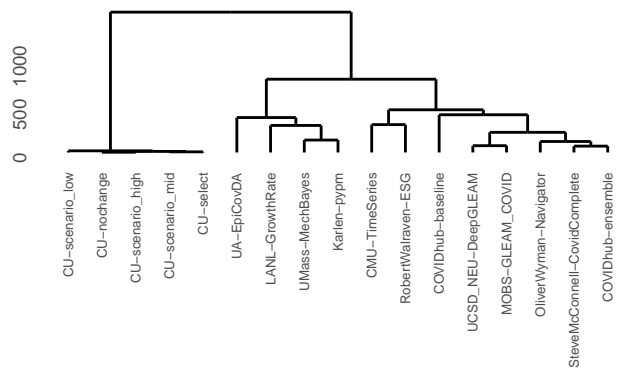 1000
500
0
CU−scenario_low
CU−nochange
CU−scenario_high
CU−scenario_mid
CU−select
UA−EpiCovDA
LANL−GrowthRate
UMass−MechBayes
Karlen−pypm
CMU−TimeSeries
RobertWalraven−ESG
COVIDhub−baseline
UCSD_NEU−DeepGLEAM
MOBS−GLEAM_COVID
OliverWyman−Navigator
SteveMcConnell−CovidComplete
COVIDhub−ensemble